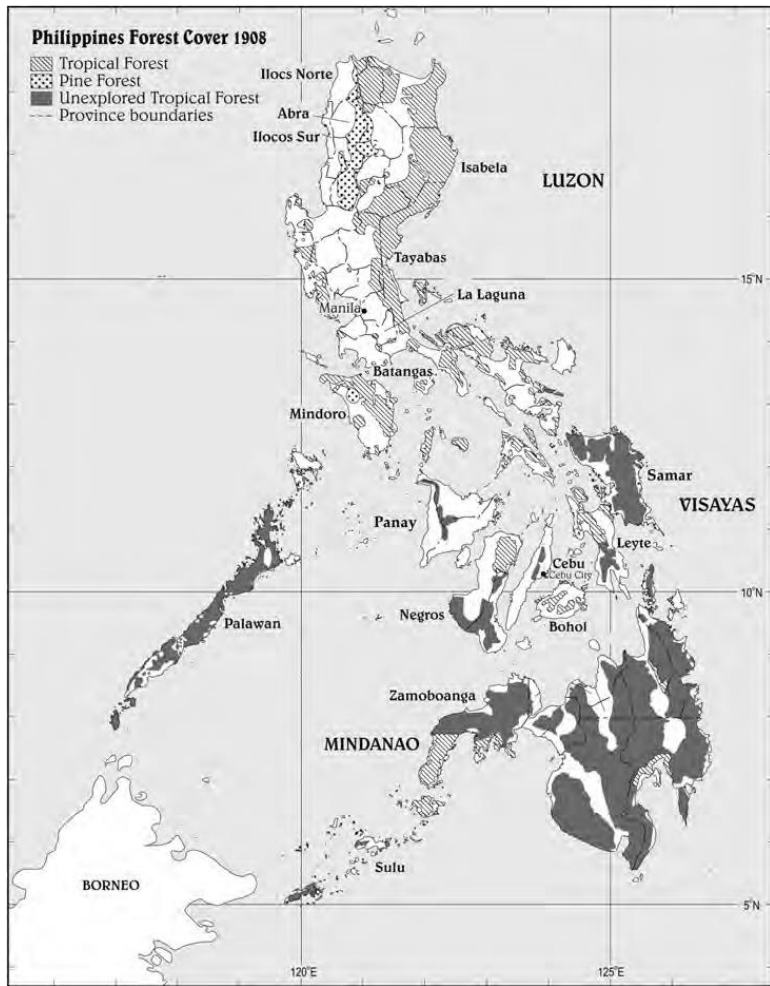 Philippines Forest Cover 1908
Tropical Forest
Pine Forest
Unexplored Tropical Forest
Province boundaries
Ilocs Norte
Abra
Ilocos Sur
Isabela
LUZON
Tayabas
15°N
La Laguna
Manila
Batangas
Mindoro
Samar
VISAYAS
Panay
Leyte
Cebu
Cebu City
10°N
Negros
Bohol
Palawan
Zamoboanga
MINDANAO
Sulu
BORNEO
5°N
120°E
125°E